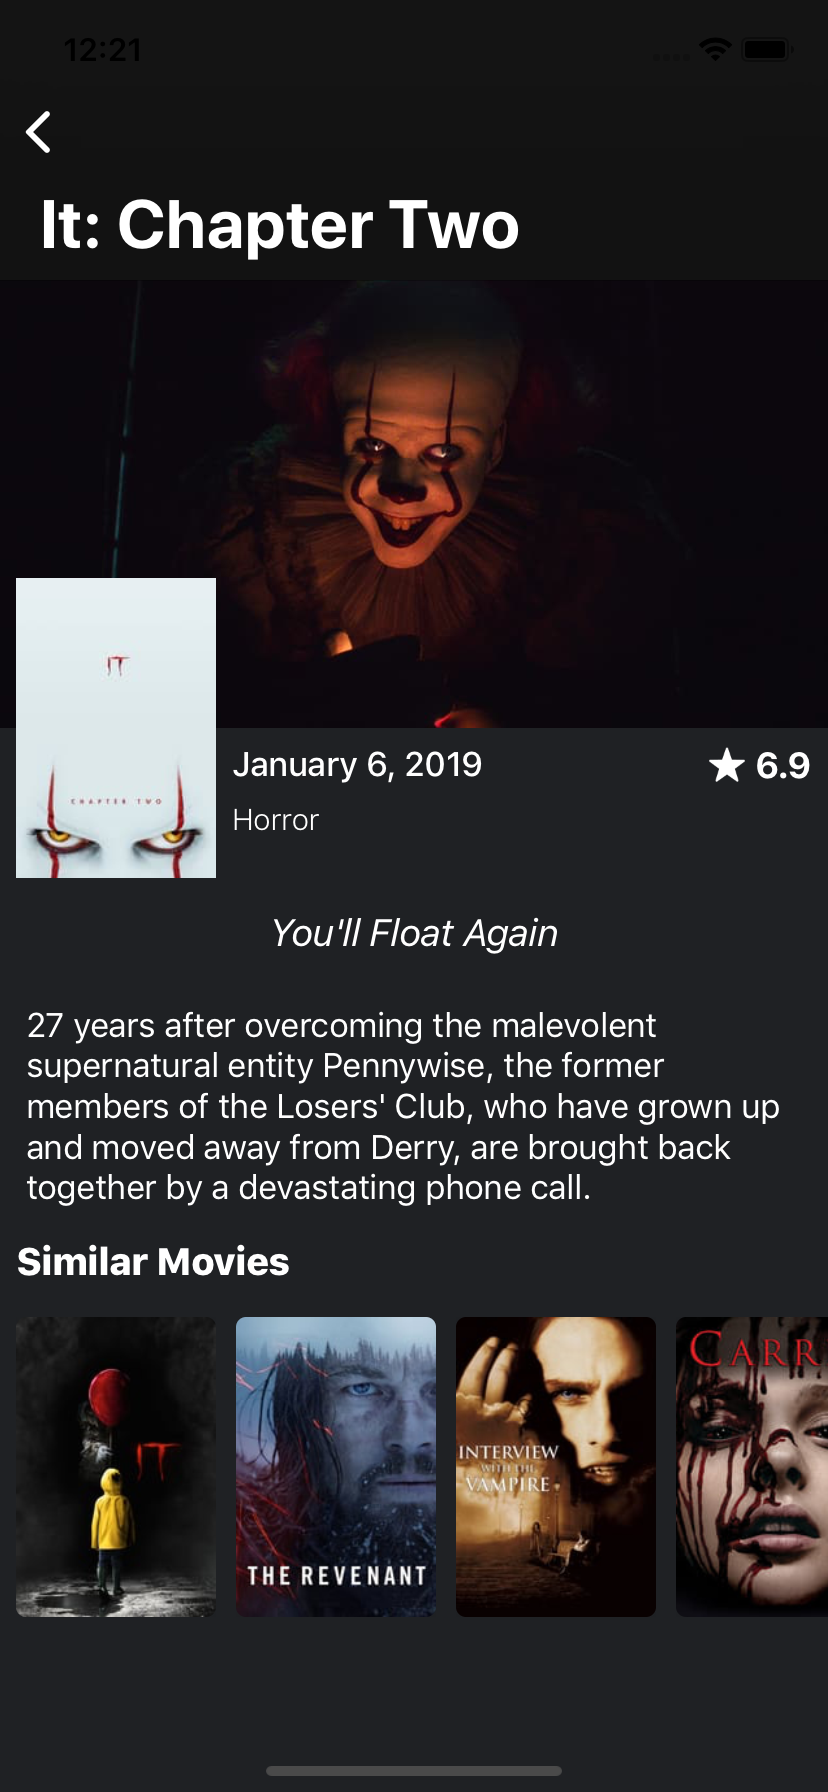 12:21
It: Chapter Two
IT
CHAPTER TWO
January 6, 2019
6.9
Horror
You'll Float Again
27 years after overcoming the malevolent
supernatural entity Pennywise, the former
members of the Losers' Club, who have grown up
and moved away from Derry, are brought back
together by a devastating phone call.
Similar Movies
IT
THE REVENANT
INTERVIEW
WITH THE
VAMPIRE
CARR